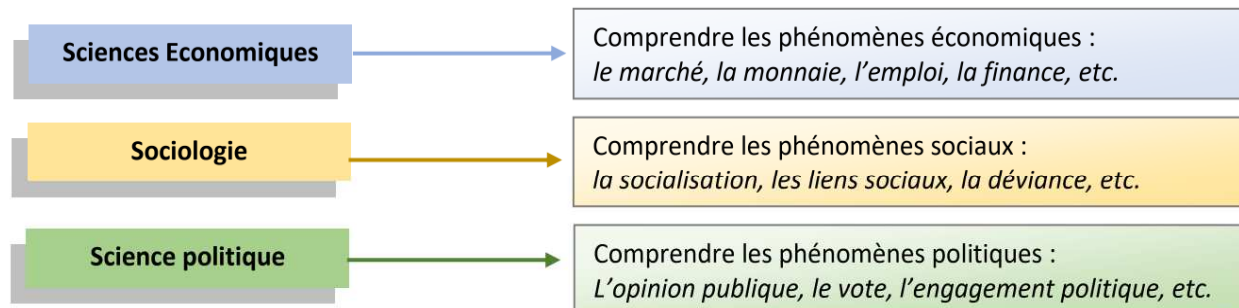 Sciences Economiques
Comprendre les phénomènes économiques :
le marché, la monnaie, l’emploi, la finance, etc.
Sociologie
Comprendre les phénomènes sociaux :
la socialisation, les liens sociaux, la déviance, etc.
Science politique
Comprendre les phénomènes politiques :
L’opinion publique, le vote, l’engagement politique, etc.